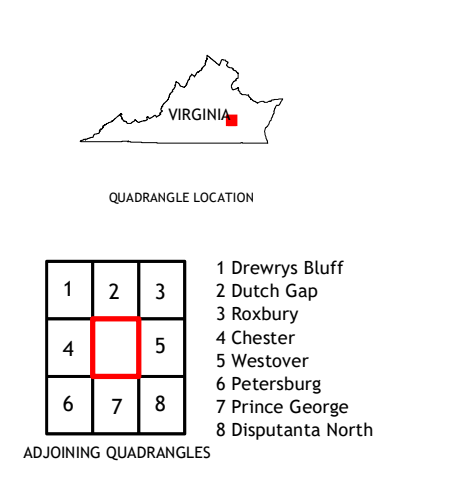 VIRGINIA
QUADRANGLE LOCATION
1 2 3
4 5
6 7 8
1 Drewrys Bluff
2 Dutch Gap
3 Roxbury
4 Chester
5 Westover
6 Petersburg
7 Prince George
8 Disputanta North
ADJOINING QUADRANGLES